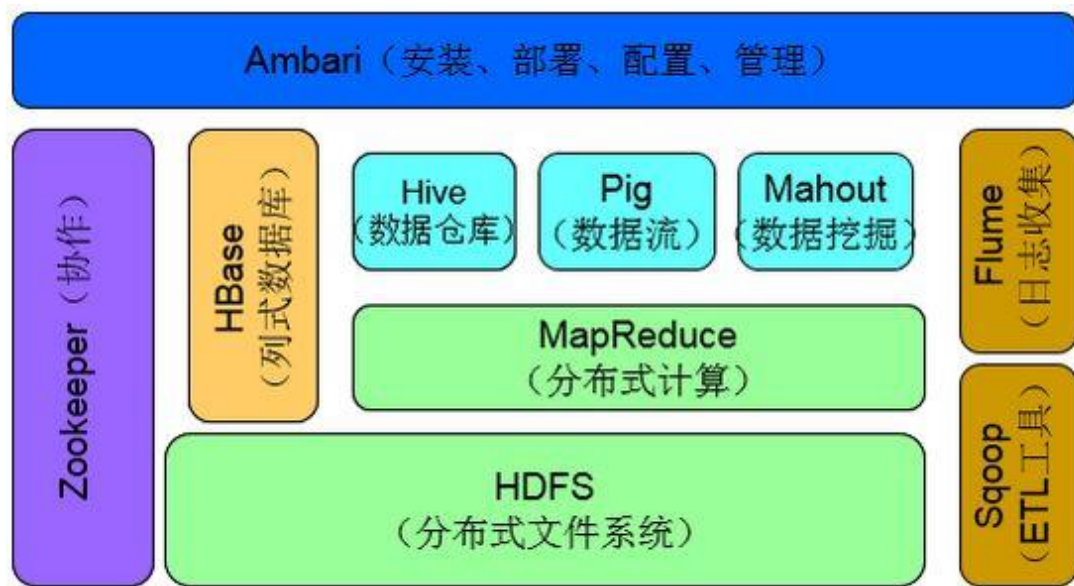 Ambari（安装、部署、配置、管理）
Zookeeper（协作）
HBase
（列式数据库）
Hive
（数据仓库）
Pig
（数据流）
Mahout
（数据挖掘）
MapReduce
（分布式计算）
HDFS
（分布式文件系统）
Flume
（日志收集）
Sqoop
（ETL工具）